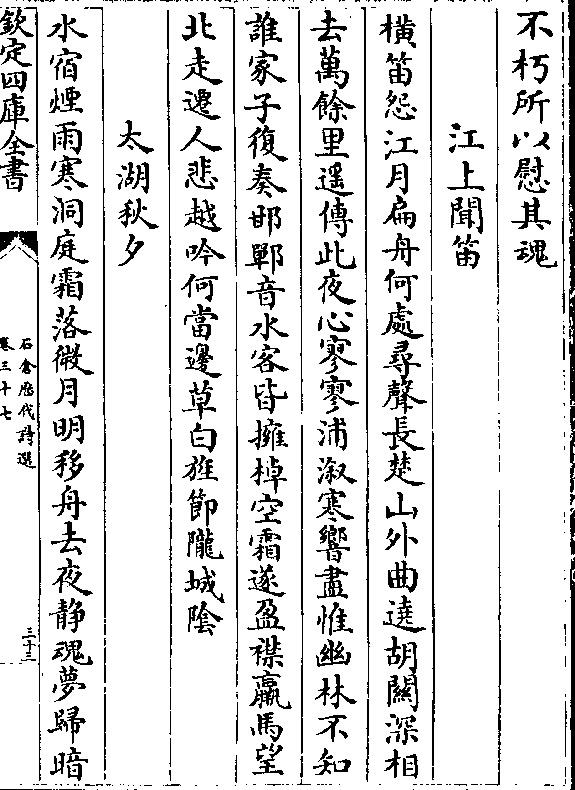 不朽所以慰其魂
江上聞笛
橫笛怨江月扁舟何處尋聲長楚山外曲遶胡關深相
去萬餘里遥傳此夜心寥寥浦溆寒響盡惟幽林不知
誰家子復奏邯鄲音水客皆擁棹空霜遂盈襟羸馬望
北走遷人悲越吟何當邊草白旌節隴城陰
太湖秋夕
水宿煙雨寒洞庭霜落微月明移舟去夜静魂夢歸暗
欽定四庫全書
石倉歴代詩選
卷三十七
三十三